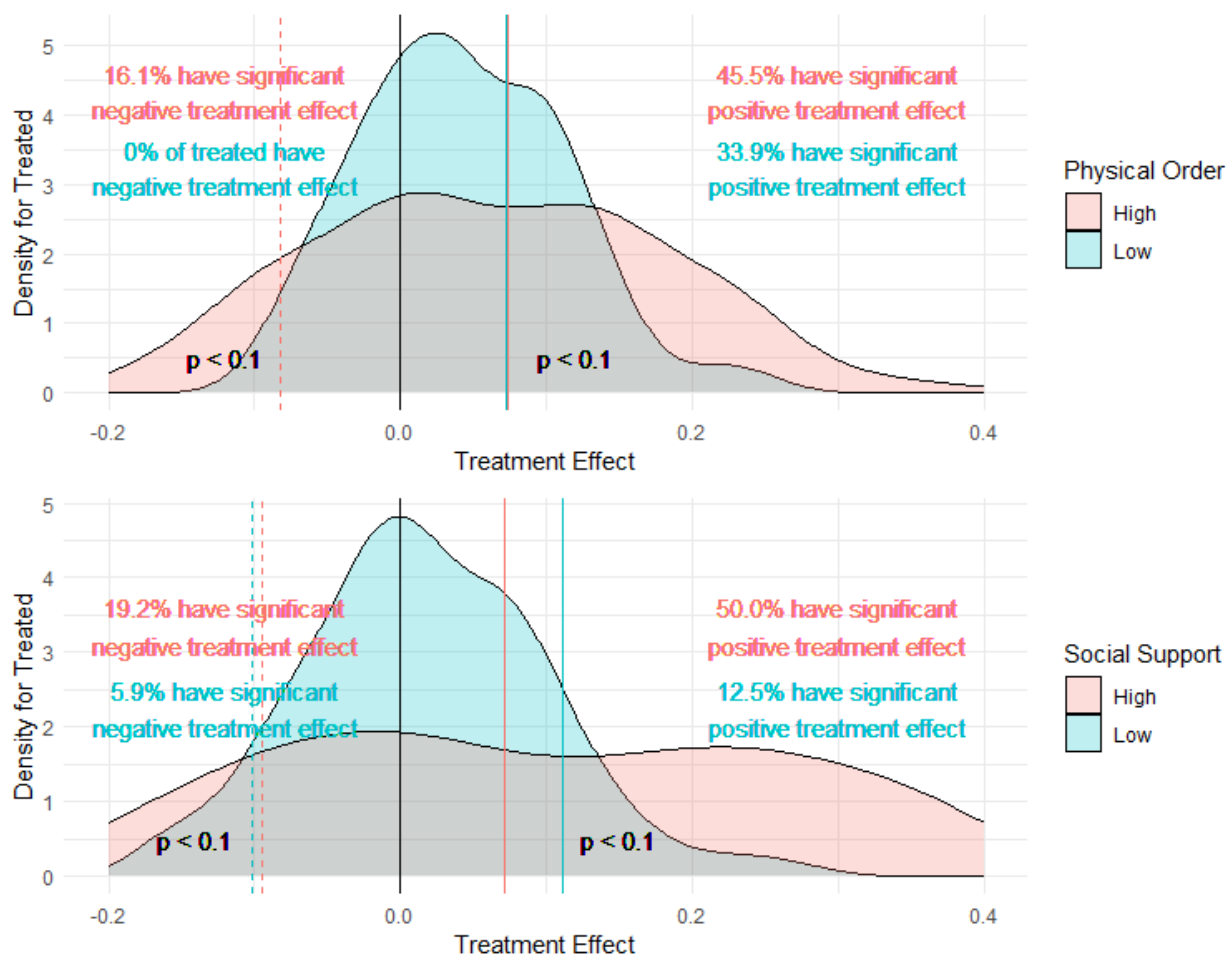 5
4
3
2
1
0
Density for Treated
16.1% have significant
negative treatment effect
0% of treated have
negative treatment effect
45.5% have significant
positive treatment effect
33.9% have significant
positive treatment effect
p < 0.1
p < 0.1
-0.2
0.0
0.2
0.4
Treatment Effect
Physical Order
High
Low
5
4
3
2
1
0
Density for Treated
19.2% have significant
negative treatment effect
5.9% have significant
negative treatment effect
50.0% have significant
positive treatment effect
12.5% have significant
positive treatment effect
p < 0.1
p < 0.1
-0.2
0.0
0.2
0.4
Treatment Effect
Social Support
High
Low